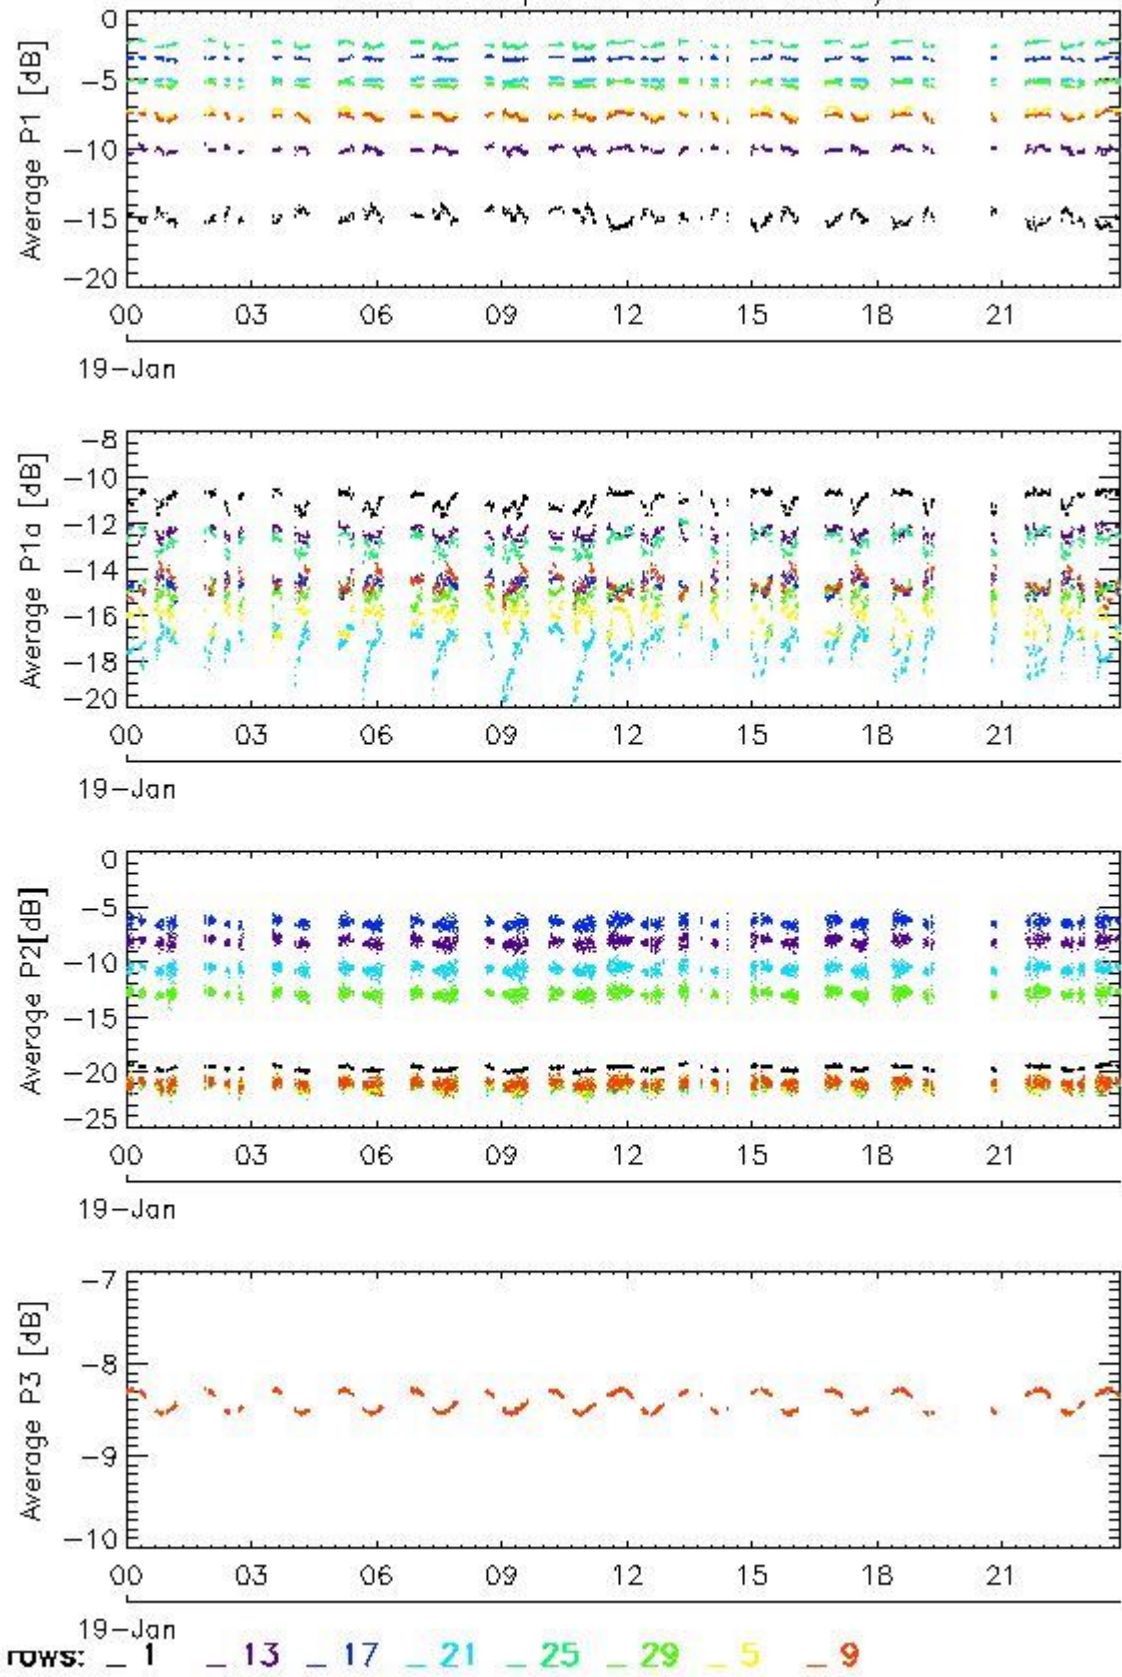 0
−5
−10
−15
−20
Average P1 [dB]
00 03 06 09 12 15 18 21
19−Jan
−8
−10
−12
−14
−16
−18
−20
Average P1a [dB]
00 03 06 09 12 15 18 21
19−Jan
0
−5
−10
−15
−20
−25
Average P2[dB]
00 03 06 09 12 15 18 21
19−Jan
−7
−8
−9
−10
Average P3 [dB]
00 03 06 09 12 15 18 21
19−Jan
rows: _ 1 _ 13 _ 17 _ 21 _ 25 _ 29 _ 5 _ 9